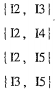 {I2, I3}
{I2, I4}
{I2, I5}
{I3, I5}